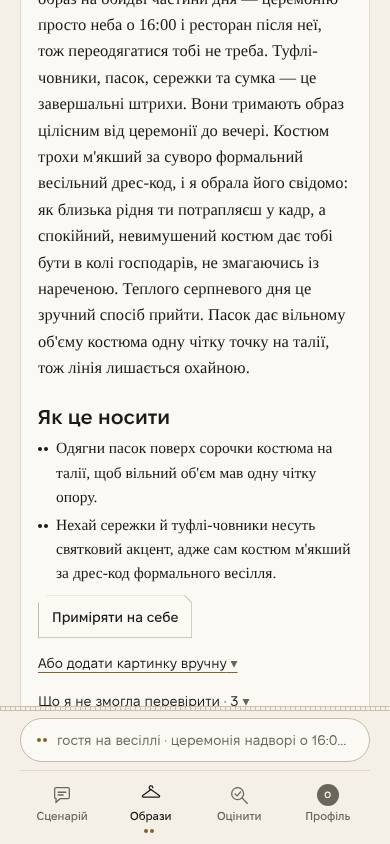 образ на обидві частини дня — церемонію
просто неба о 16:00 і ресторан після неї,
тож переодягатися тобі не треба. Туфлі-
човники, пасок, сережки та сумка — це
завершальні штрихи. Вони тримають образ
цілісним від церемонії до вечері. Костюм
трохи м'якший за суворо формальний
весільний дрес-код, і я обрала його свідомо:
як близька рідня ти потрапляєш у кадр, а
спокійний, невимушений костюм дає тобі
бути в колі господарів, не змагаючись із
нареченою. Теплого серпневого дня це
зручний спосіб прийти. Пасок дає вільному
об'єму костюма одну чітку точку на талії,
тож лінія лишається охайною.
Як це носити
Одягни пасок поверх сорочки костюма на
талії, щоб вільний об'єм мав одну чітку
опору.
Нехай сережки й туфлі-човники несуть
святковий акцент, адже сам костюм м'якший
за дрес-код формального весілля.
Приміряти на себе
Або додати картинку вручну ▾
Що я не змогла перевірити · 3 ▾
гостя на весіллі · церемонія надворі о 16:0...
Сценарій
Образи
Оцінити
О
Профіль